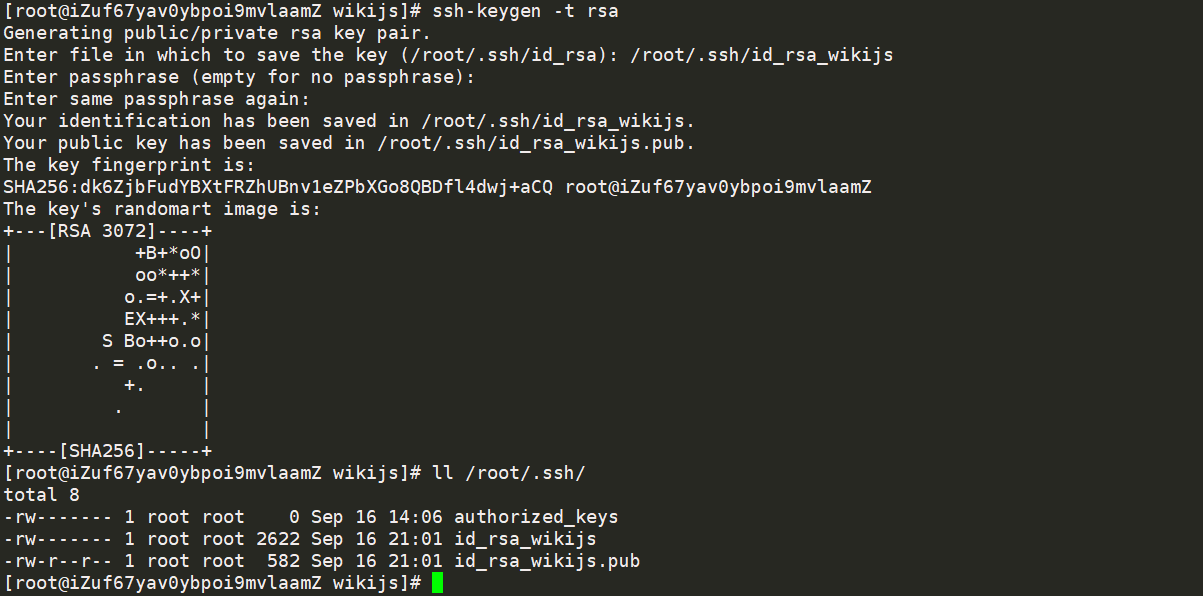 [root@iZuf67yav0ybpoi9mvlaamZ wikijs]# ssh-keygen -t rsa
Generating public/private rsa key pair.
Enter file in which to save the key (/root/.ssh/id_rsa): /root/.ssh/id_rsa_wikijs
Enter passphrase (empty for no passphrase):
Enter same passphrase again:
Your identification has been saved in /root/.ssh/id_rsa_wikijs.
Your public key has been saved in /root/.ssh/id_rsa_wikijs.pub.
The key fingerprint is:
SHA256:dk6ZjbFudYBXtFRZhUBnv1eZPbXGo8QBDfl4dwj+aCQ root@iZuf67yav0ybpoi9mvlaamZ
The key's randomart image is:
+---[RSA 3072]----+
|           +B+*oO|
|           oo*++*|
|          o.=+.X+|
|          EX+++.*|
|        S Bo++o.o|
|       . = .o.. .|
|          +.     |
|         .       |
|                 |
+----[SHA256]-----+
[root@iZuf67yav0ybpoi9mvlaamZ wikijs]# ll /root/.ssh/
total 8
-rw------- 1 root root    0 Sep 16 14:06 authorized_keys
-rw------- 1 root root 2622 Sep 16 21:01 id_rsa_wikijs
-rw-r--r-- 1 root root  582 Sep 16 21:01 id_rsa_wikijs.pub
[root@iZuf67yav0ybpoi9mvlaamZ wikijs]#